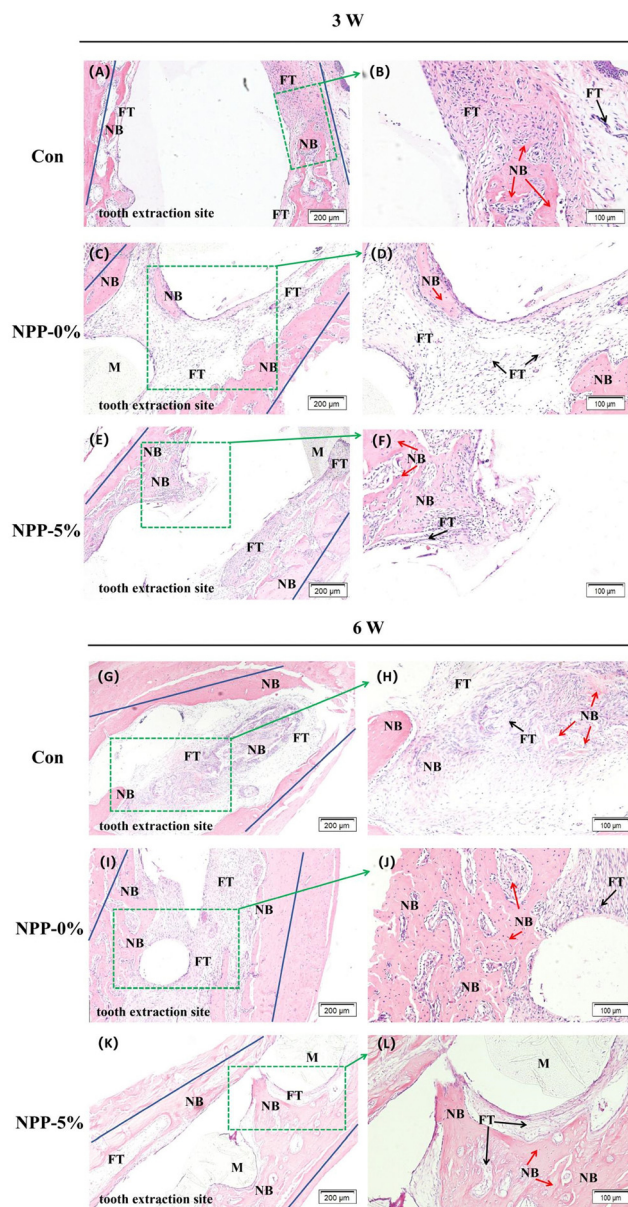 3 W
Con
(A)
FT
FT
NB
NB
FT
tooth extraction site
200 μm
(B)
FT
FT
NB
100 μm
NPP-0%
(C)
NB
NB
FT
M
FT
NB
tooth extraction site
200 μm
(D)
NB
FT
FT
NB
100 μm
NPP-5%
(E)
NB
NB
M
FT
FT
NB
tooth extraction site
200 μm
(F)
NB
NB
FT
100 μm
6 W
Con
(G)
NB
FT
NB
FT
NB
tooth extraction site
200 μm
(H)
FT
NB
NB
FT
NB
100 μm
NPP-0%
(I)
NB
FT
NB
NB
FT
tooth extraction site
200 μm
(J)
FT
NB
NB
NB
100 μm
NPP-5%
(K)
M
NB
FT
NB
FT
M
NB
tooth extraction site
200 μm
(L)
M
NB
FT
NB
NB
100 μm